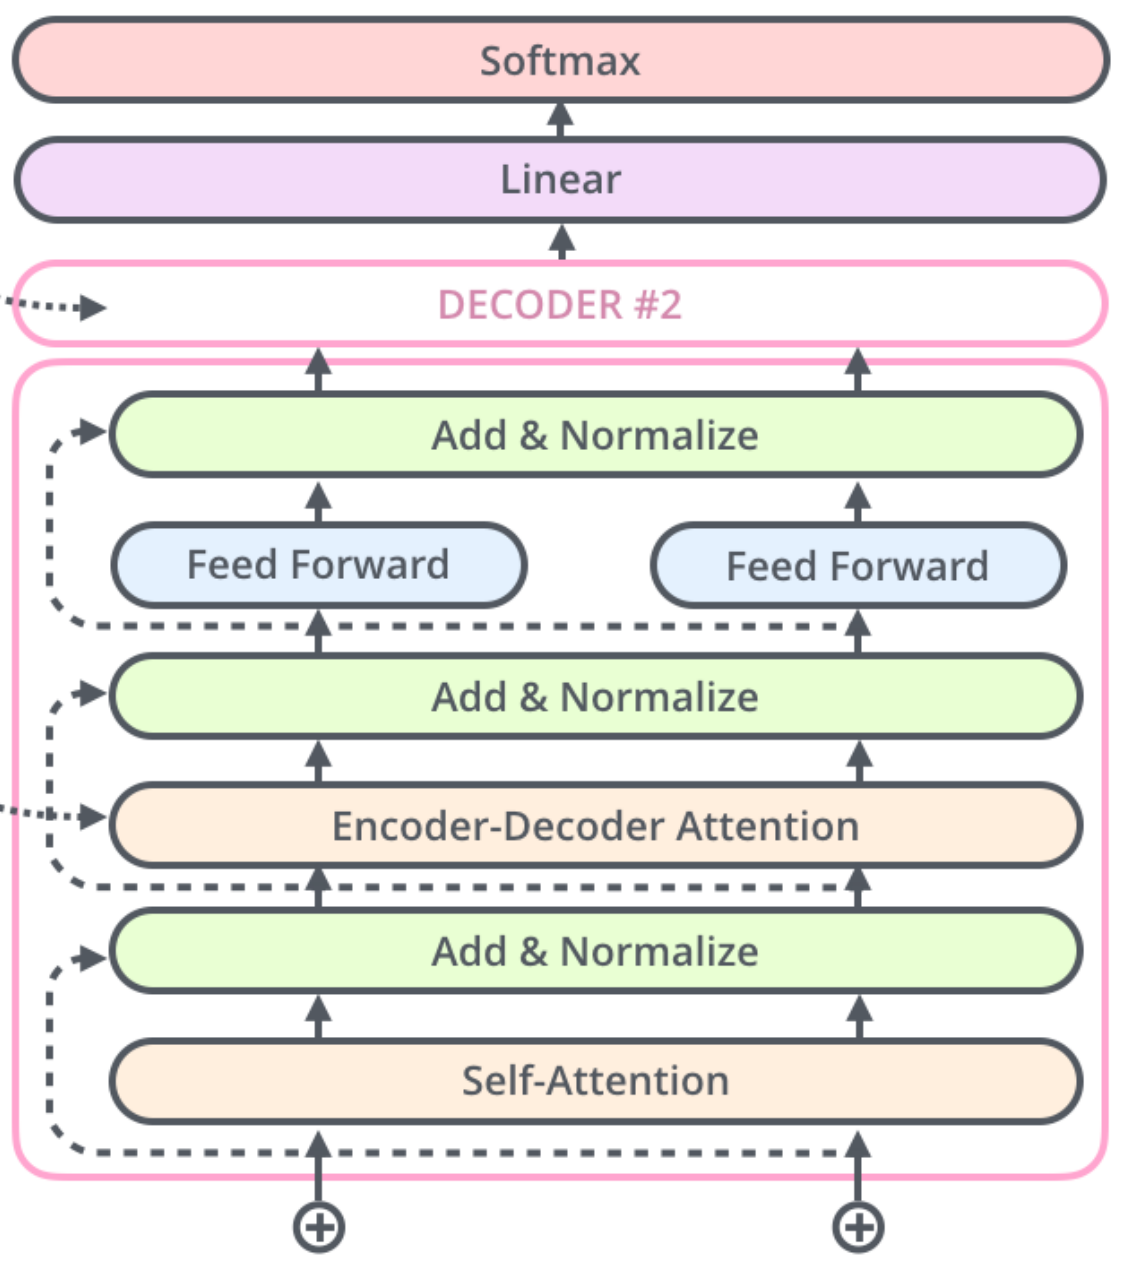 Softmax
Linear
DECODER #2
Add & Normalize
Feed Forward
Feed Forward
Add & Normalize
Encoder-Decoder Attention
Add & Normalize
Self-Attention